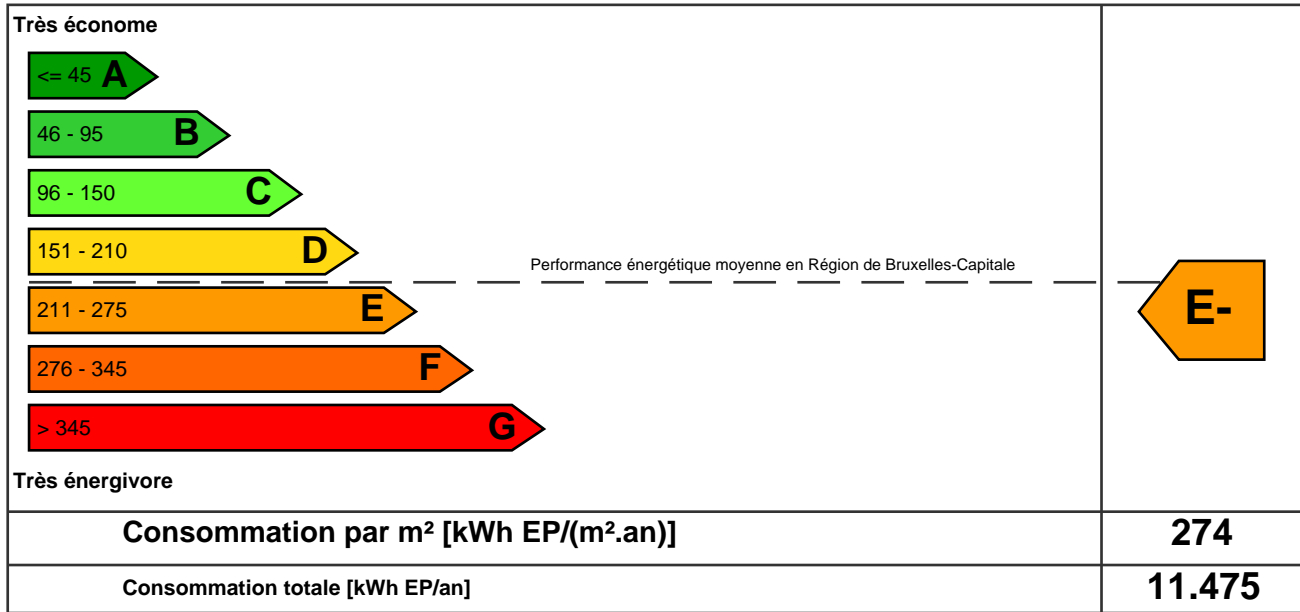 Très économe
<= 45 A
46 - 95 B
96 - 150 C
151 - 210 D
Performance énergétique moyenne en Région de Bruxelles-Capitale
211 - 275 E
E-
276 - 345 F
> 345 G
Très énergivore
Consommation par m² [kWh EP/(m².an)] 274
Consommation totale [kWh EP/an] 11.475